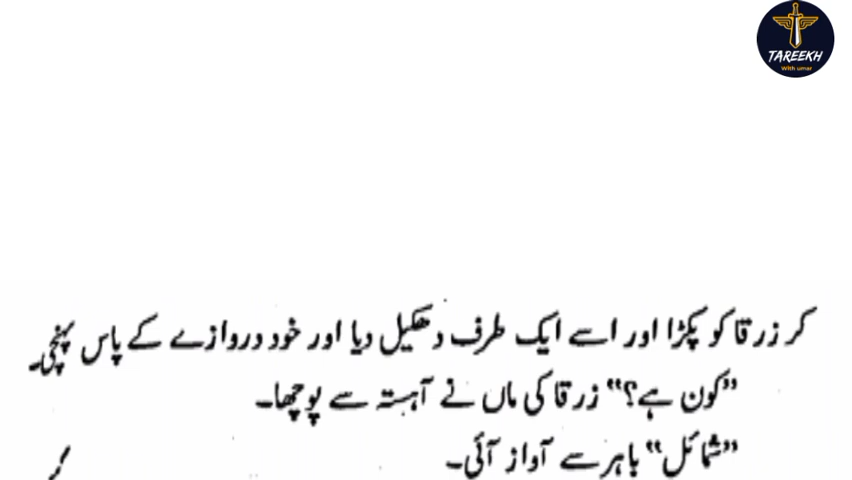 TAREEKH
With umar
کر زرقا کو پکڑا اور اسے ایک طرف دھکیل دیا اور خود دروازے کے پاس پہنچی۔
”کون ہے؟“ زرقا کی ماں نے آہستہ سے پوچھا۔
”شمائل“ باہر سے آواز آئی۔